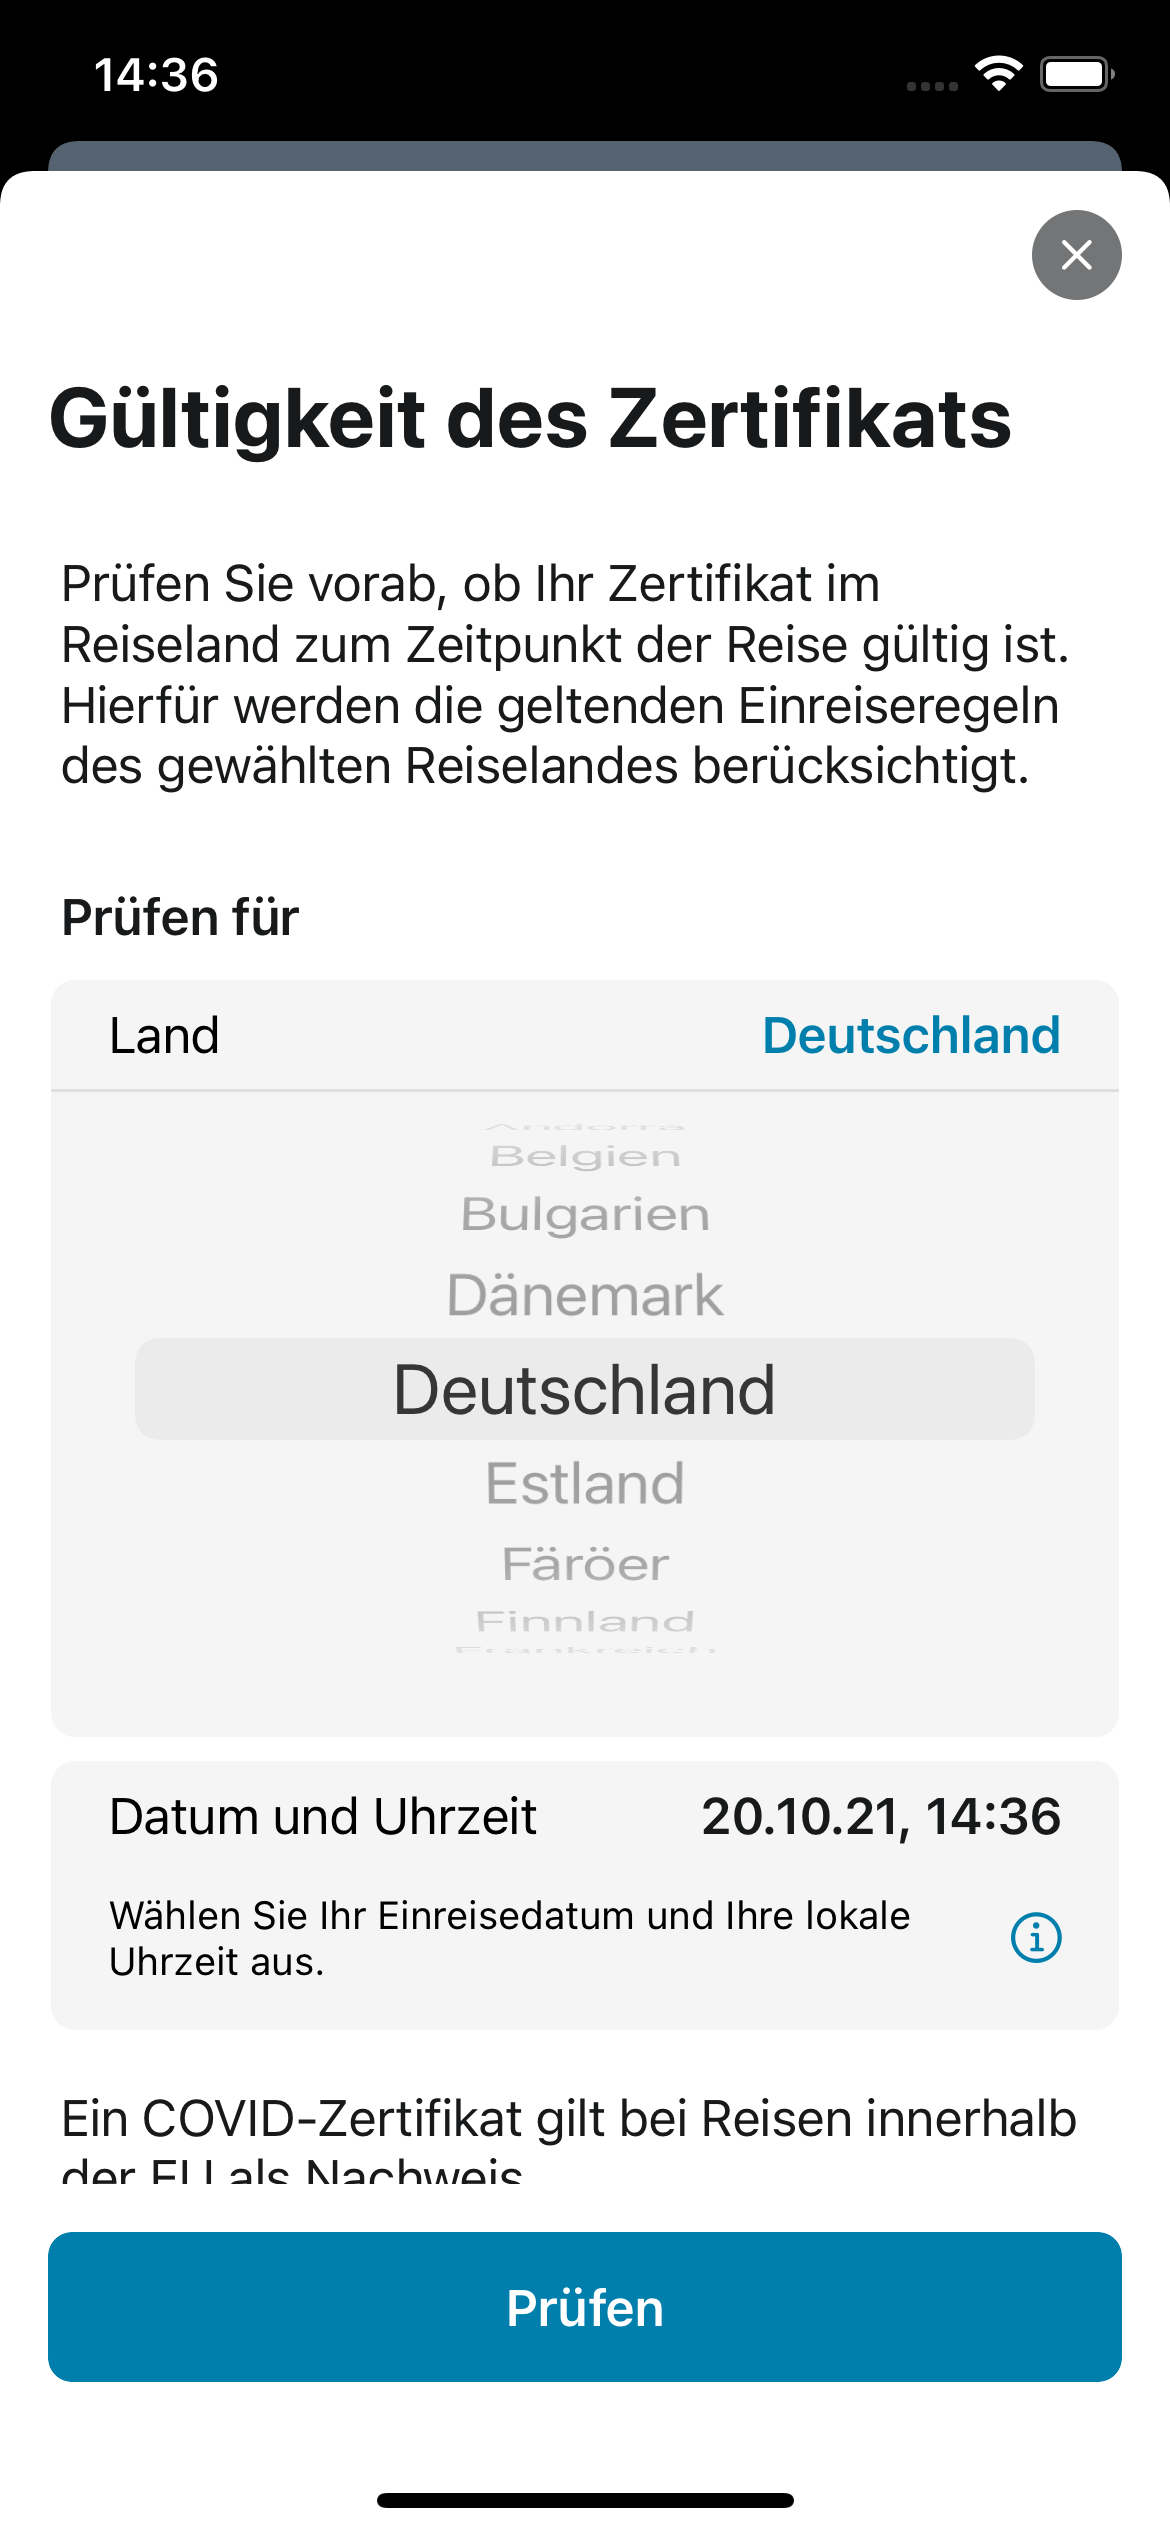 14:36
Gültigkeit des Zertifikats
Prüfen Sie vorab, ob Ihr Zertifikat im
Reiseland zum Zeitpunkt der Reise gültig ist.
Hierfür werden die geltenden Einreiseregeln
des gewählten Reiselandes berücksichtigt.
Prüfen für
Land Deutschland
Andorra
Belgien
Bulgarien
Dänemark
Deutschland
Estland
Färöer
Finnland
Frankreich
Datum und Uhrzeit 20.10.21, 14:36
Wählen Sie Ihr Einreisedatum und Ihre lokale
Uhrzeit aus.
Ein COVID-Zertifikat gilt bei Reisen innerhalb
der EU als Nachweis
Prüfen